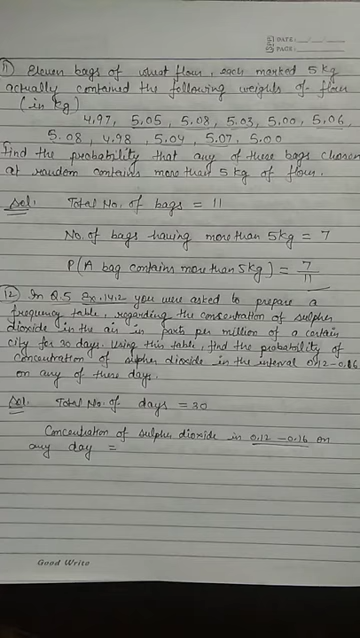 DATE: __/__/__
PAGE:
11) Eleven bags of wheat flour, each marked 5 kg
actually contained the following weights of flour
(in kg)
4.97, 5.05, 5.08, 5.03, 5.00, 5.06,
5.08, 4.98, 5.04, 5.07, 5.00
Find the probability that any of these bags chosen
at random contains more than 5 kg of flour.
Sol. Total No. of bags = 11
No. of bags having more than 5kg = 7
P(A bag contains more than 5kg) = 7/11
12) In Q.5 Ex. 14.2 you were asked to prepare a
frequency table, regarding the concentration of sulpher
dioxide in the air in parts per million of a certain
city for 30 days. Using this table, find the probability of
concentration of sulpher dioxide in the interval 0.12-0.16
on any of these days.
Sol. Total No. of days = 30
Concentration of sulpher dioxide in 0.12-0.16 on
any day =
Good Write